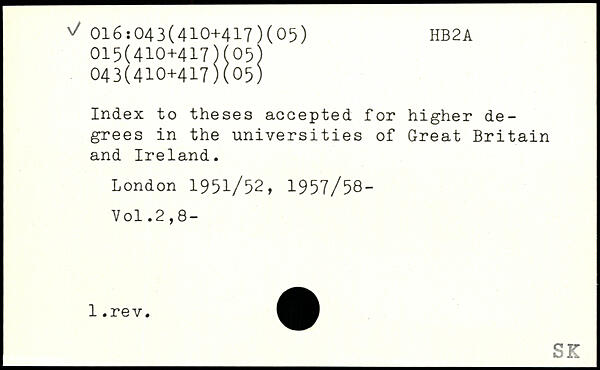 ✓ 016:043(410+417)(05) HB2A
015(410+417)(05)
043(410+417)(05)
Index to theses accepted for higher de-
grees in the universities of Great Britain
and Ireland.
London 1951/52, 1957/58-
Vol.2,8-
1.rev.
SK